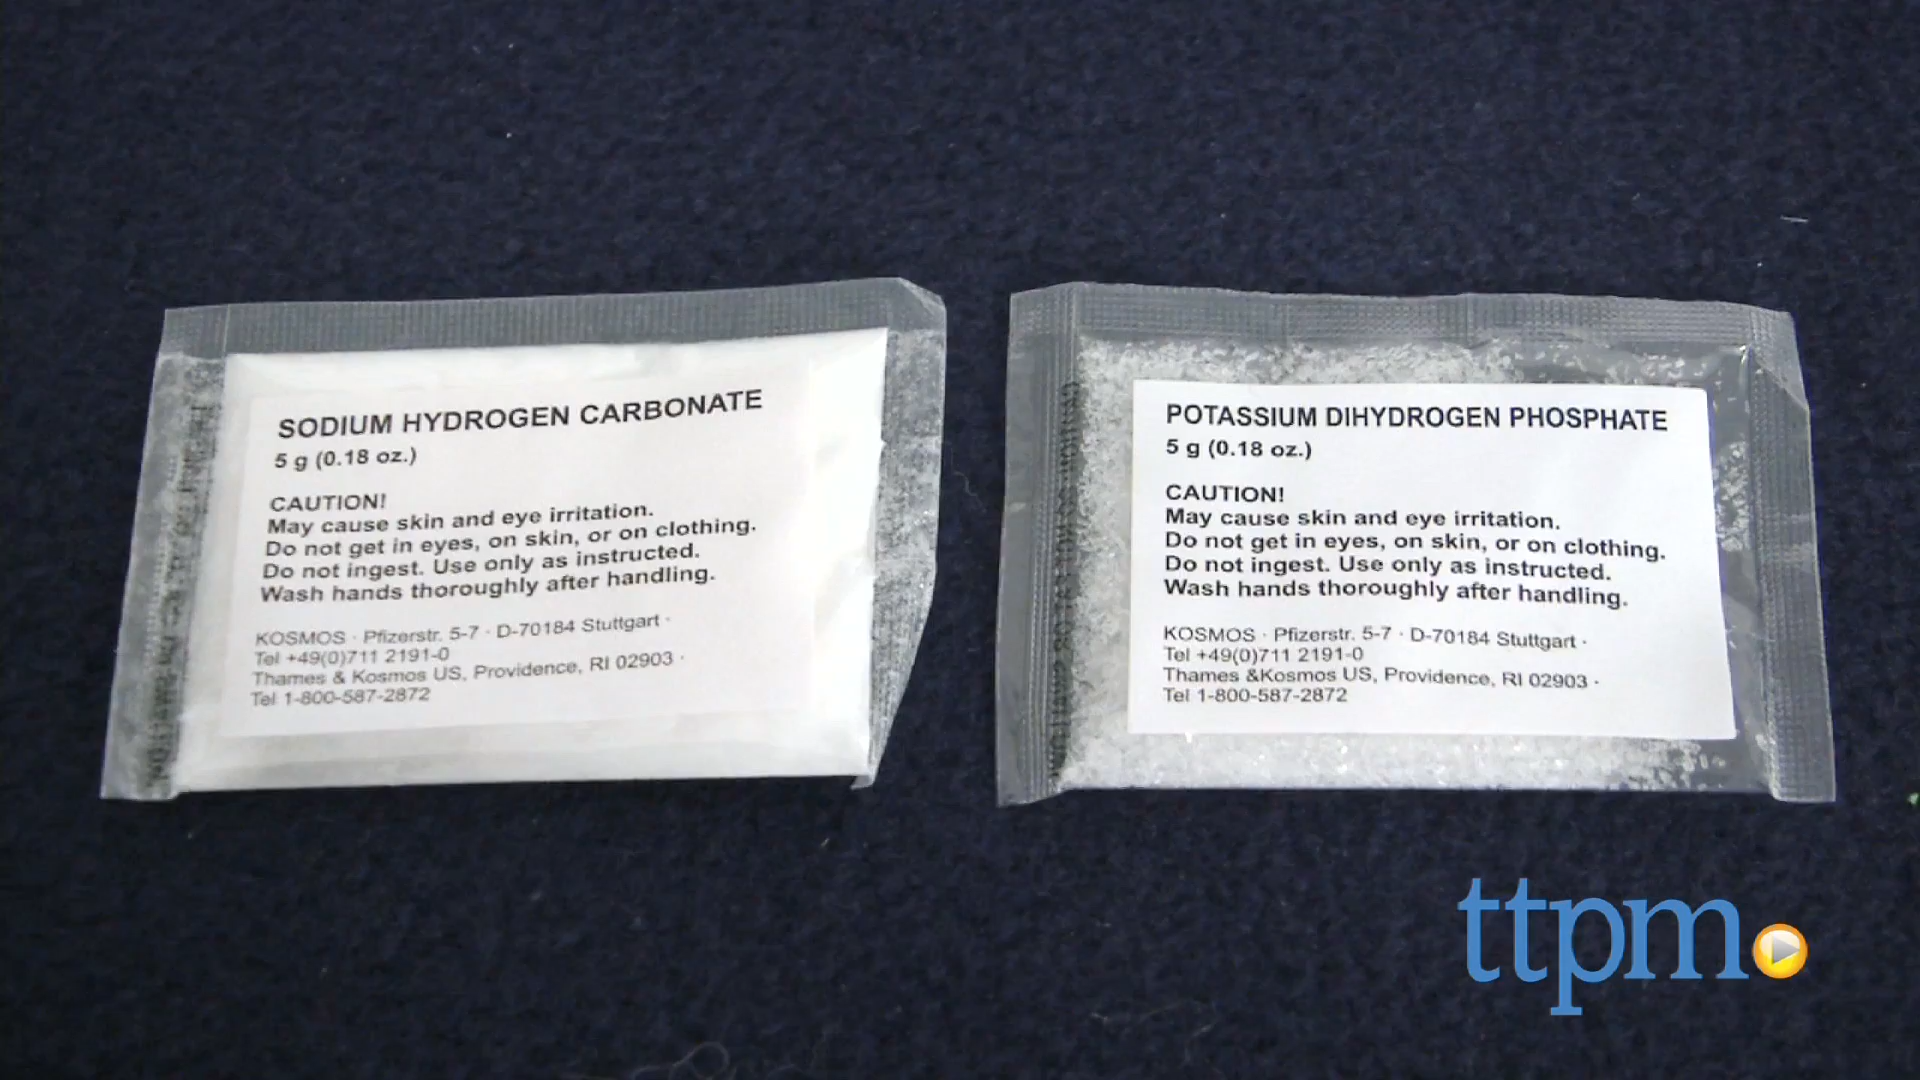 SODIUM HYDROGEN CARBONATE
5 g (0.18 oz.)
CAUTION!
May cause skin and eye irritation.
Do not get in eyes, on skin, or on clothing.
Do not ingest. Use only as instructed.
Wash hands thoroughly after handling.
KOSMOS · Pfizerstr. 5-7 · D-70184 Stuttgart ·
Tel +49(0)711 2191-0
Thames & Kosmos US, Providence, RI 02903 ·
Tel 1-800-587-2872
POTASSIUM DIHYDROGEN PHOSPHATE
5 g (0.18 oz.)
CAUTION!
May cause skin and eye irritation.
Do not get in eyes, on skin, or on clothing.
Do not ingest. Use only as instructed.
Wash hands thoroughly after handling.
KOSMOS · Pfizerstr. 5-7 · D-70184 Stuttgart ·
Tel +49(0)711 2191-0
Thames &Kosmos US, Providence, RI 02903 ·
Tel 1-800-587-2872
ttpm